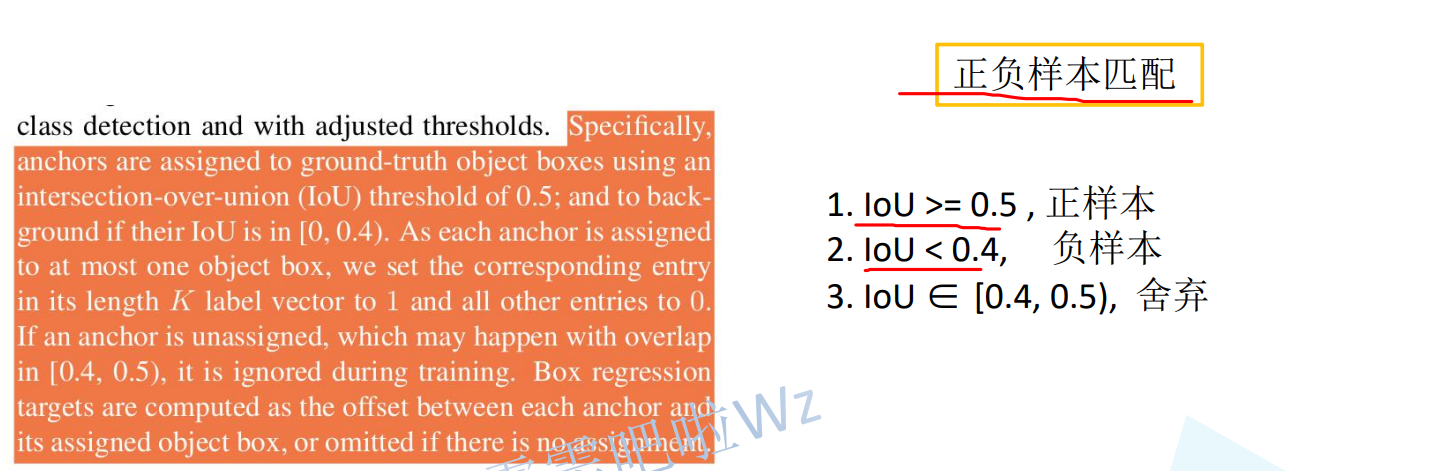 class detection and with adjusted thresholds. Specifically,
anchors are assigned to ground-truth object boxes using an
intersection-over-union (IoU) threshold of 0.5; and to back-
ground if their IoU is in [0, 0.4). As each anchor is assigned
to at most one object box, we set the corresponding entry
in its length K label vector to 1 and all other entries to 0.
If an anchor is unassigned, which may happen with overlap
in [0.4, 0.5), it is ignored during training. Box regression
targets are computed as the offset between each anchor and
its assigned object box, or omitted if there is no assignment.
正负样本匹配
1. IoU >= 0.5 , 正样本
2. IoU < 0.4, 负样本
3. IoU ∈ [0.4, 0.5), 舍弃
吧啦Wz